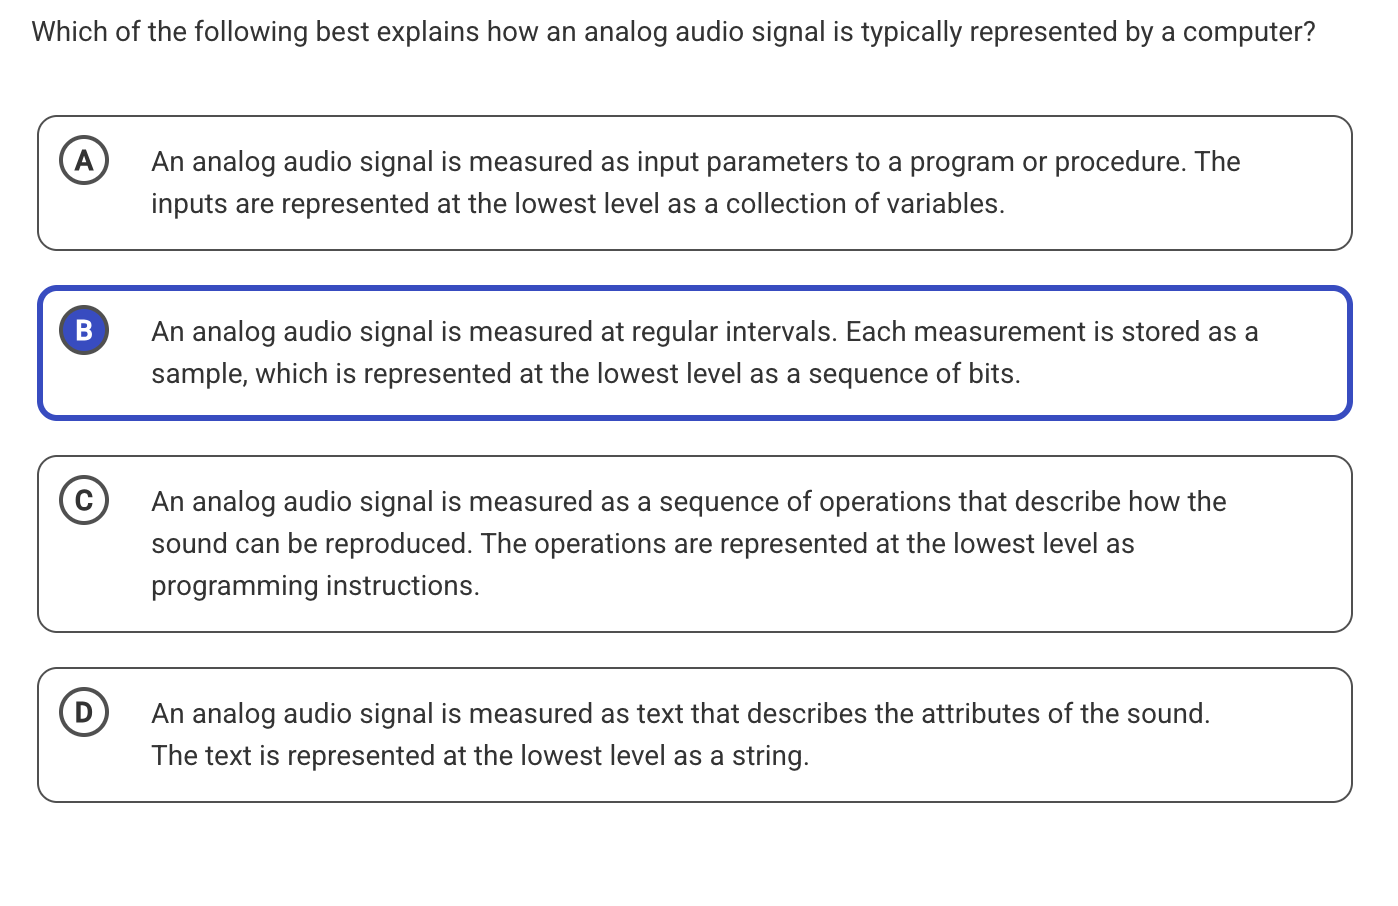 Which of the following best explains how an analog audio signal is typically represented by a computer?
A
An analog audio signal is measured as input parameters to a program or procedure. The
inputs are represented at the lowest level as a collection of variables.
B
An analog audio signal is measured at regular intervals. Each measurement is stored as a
sample, which is represented at the lowest level as a sequence of bits.
C
An analog audio signal is measured as a sequence of operations that describe how the
sound can be reproduced. The operations are represented at the lowest level as
programming instructions.
D
An analog audio signal is measured as text that describes the attributes of the sound.
The text is represented at the lowest level as a string.